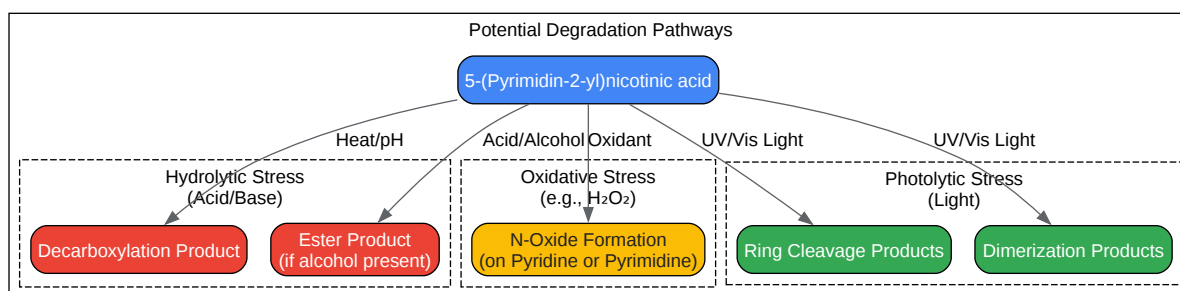 Potential Degradation Pathways
5-(Pyrimidin-2-yl)nicotinic acid
Heat/pH
Acid/Alcohol
Oxidant
UV/Vis Light
UV/Vis Light
Hydrolytic Stress
(Acid/Base)
Oxidative Stress
(e.g., H₂O₂)
Photolytic Stress
(Light)
Decarboxylation Product
Ester Product
(if alcohol present)
N-Oxide Formation
(on Pyridine or Pyrimidine)
Ring Cleavage Products
Dimerization Products